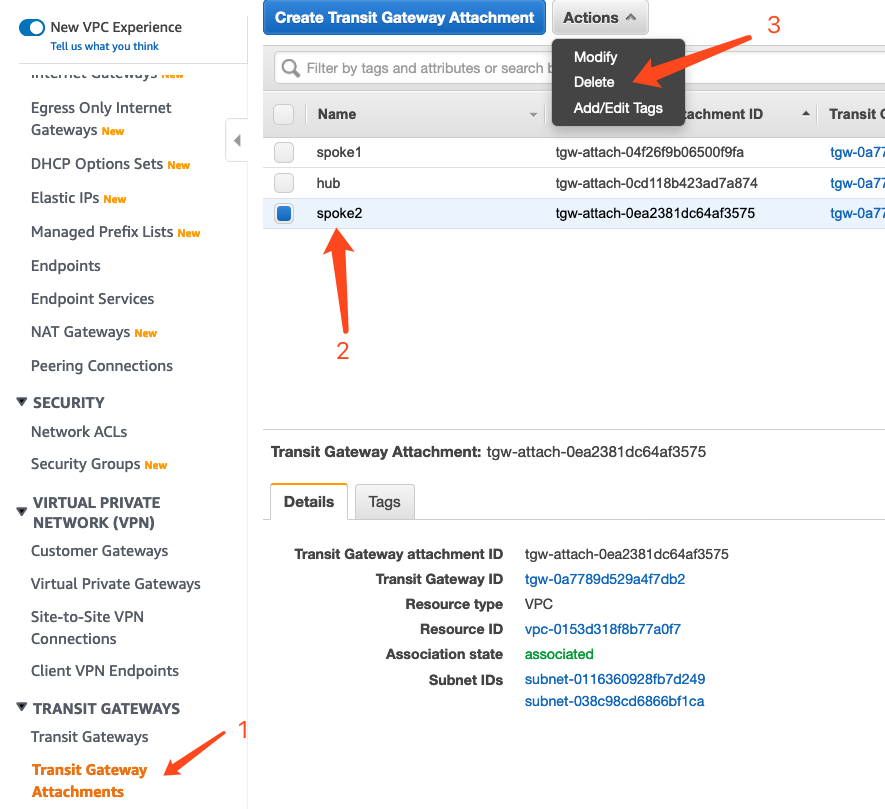 New VPC Experience
Tell us what you think
Internet Gateways New
Egress Only Internet
Gateways New
DHCP Options Sets New
Elastic IPs New
Managed Prefix Lists New
Endpoints
Endpoint Services
NAT Gateways New
Peering Connections
SECURITY
Network ACLs
Security Groups New
VIRTUAL PRIVATE
NETWORK (VPN)
Customer Gateways
Virtual Private Gateways
Site-to-Site VPN
Connections
Client VPN Endpoints
TRANSIT GATEWAYS
Transit Gateways
1
Transit Gateway
Attachments
Create Transit Gateway Attachment
Actions
3
Modify
Delete
Add/Edit Tags
Filter by tags and attributes or search b
Name
tachment ID
Transit G
spoke1
tgw-attach-04f26f9b06500f9fa
tgw-0a77
hub
tgw-attach-0cd118b423ad7a874
tgw-0a77
spoke2
tgw-attach-0ea2381dc64af3575
tgw-0a77
2
Transit Gateway Attachment: tgw-attach-0ea2381dc64af3575
Details
Tags
Transit Gateway attachment ID tgw-attach-0ea2381dc64af3575
Transit Gateway ID tgw-0a7789d529a4f7db2
Resource type VPC
Resource ID vpc-0153d318f8b77a0f7
Association state associated
Subnet IDs subnet-0116360928fb7d249
subnet-038c98cd6866bf1ca